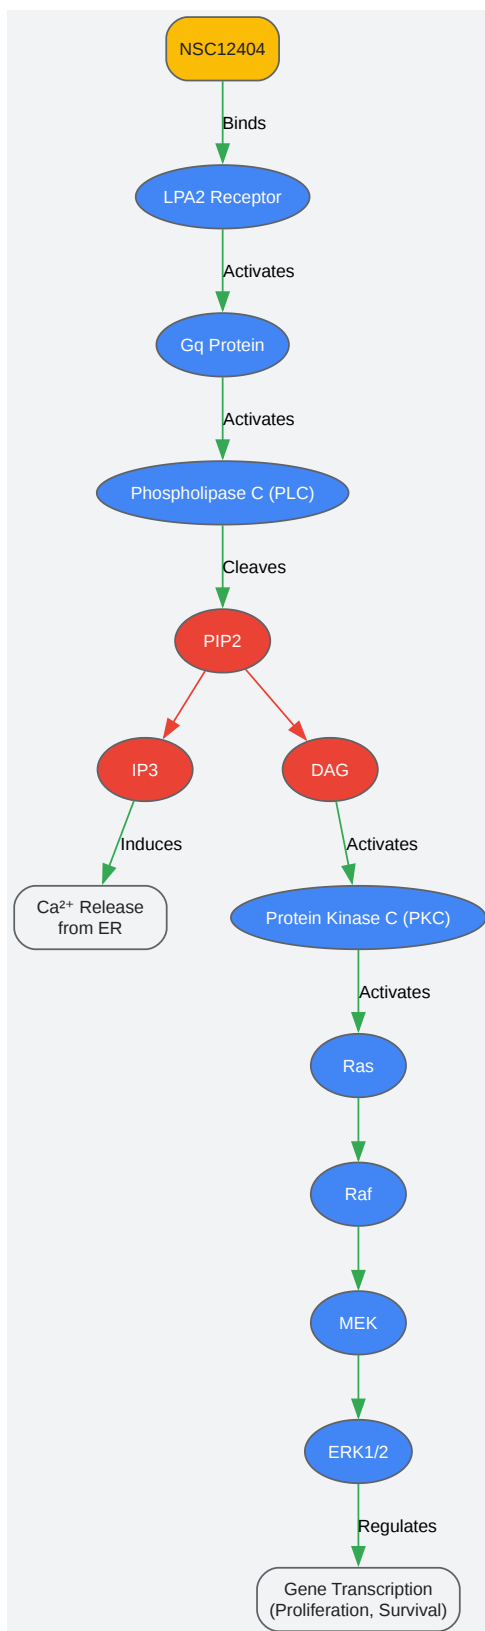 NSC12404
Binds
LPA2 Receptor
Activates
Gq Protein
Activates
Phospholipase C (PLC)
Cleaves
PIP2
IP3
DAG
Induces
Activates
Ca²⁺ Release
from ER
Protein Kinase C (PKC)
Activates
Ras
Raf
MEK
ERK1/2
Regulates
Gene Transcription
(Proliferation, Survival)